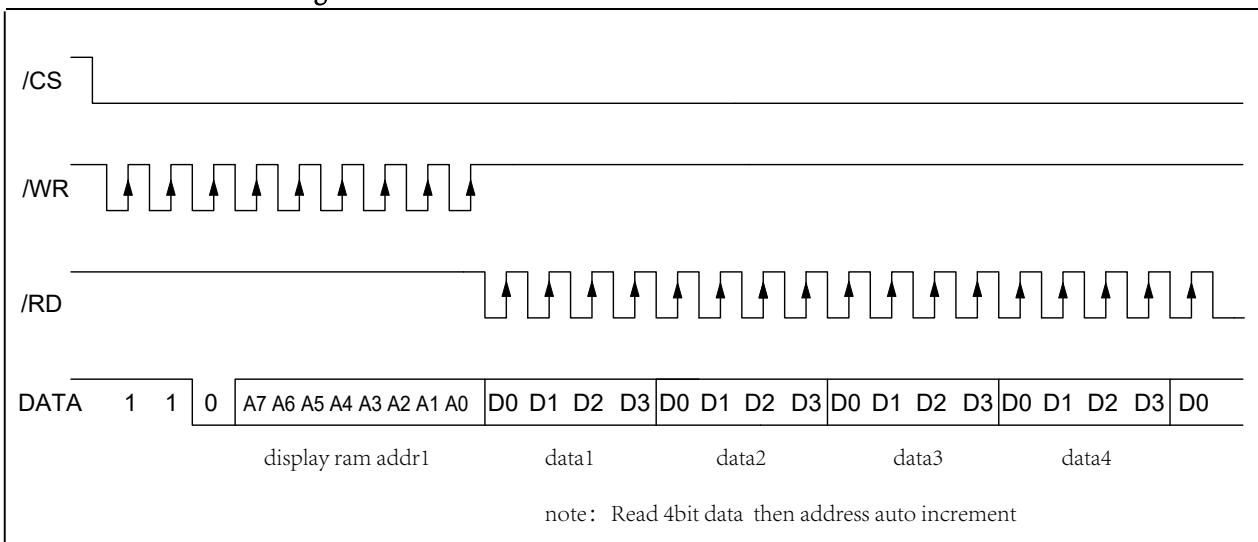 /CS
/WR
/RD
DATA 1 1 0 A7 A6 A5 A4 A3 A2 A1 A0 D0 D1 D2 D3 D0 D1 D2 D3 D0 D1 D2 D3 D0 D1 D2 D3 D0
display ram addr1 data1 data2 data3 data4
note： Read 4bit data then address auto increment